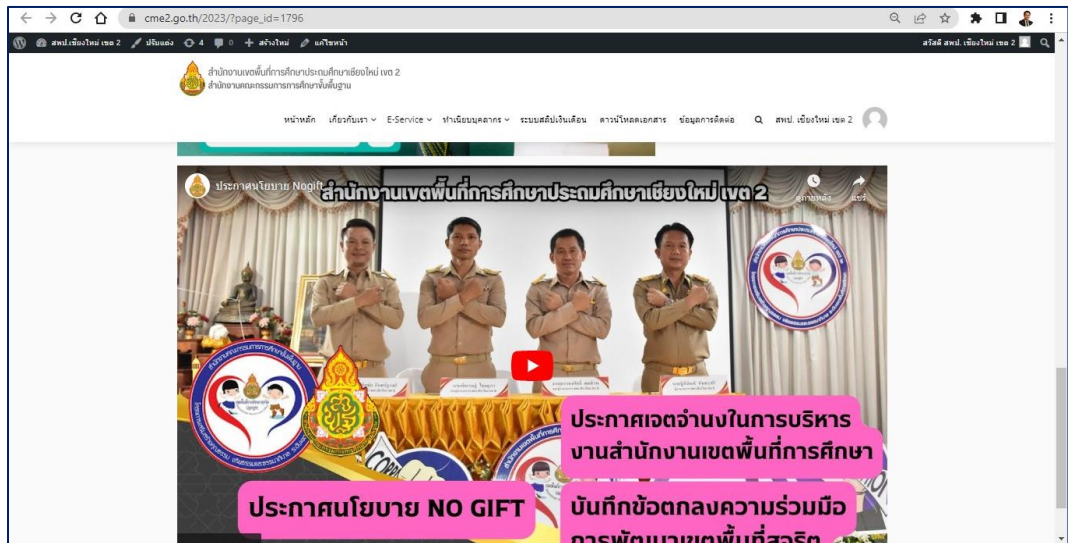 cme2.go.th/2023/?page_id=1796
สพป.เชียงใหม่ เขต 2 ปรับแต่ง 4 0 สร้างใหม่ แก้ไขหน้า สวัสดี สพป. เชียงใหม่ เขต 2
สำนักงานเขตพื้นที่การศึกษาประถมศึกษาเชียงใหม่ เขต 2
สำนักงานคณะกรรมการการศึกษาขั้นพื้นฐาน
หน้าหลัก เกี่ยวกับเรา E-Service ทำเนียบบุคลากร ระบบสลิปเงินเดือน ดาวน์โหลดเอกสาร ข้อมูลการติดต่อ สพป. เชียงใหม่ เขต 2
ประกาศนโยบาย Nogift
สำนักงานเขตพื้นที่การศึกษาประถมศึกษาเชียงใหม่ เขต 2
ดูภายหลัง แชร์
ประกาศเจตจำนงในการบริหาร
งานสำนักงานเขตพื้นที่การศึกษา
ประกาศนโยบาย NO GIFT
บันทึกข้อตกลงความร่วมมือ
การพัฒนาเขตพื้นที่สุจริต